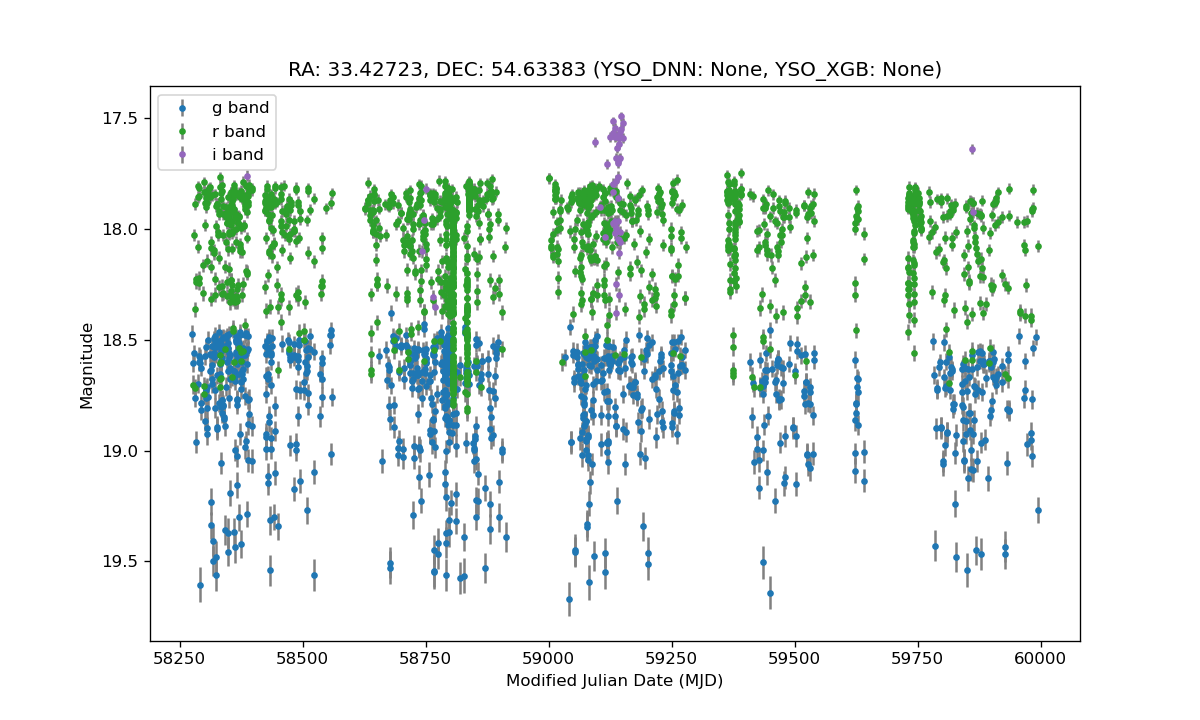 RA: 33.42723, DEC: 54.63383 (YSO_DNN: None, YSO_XGB: None)
g band
r band
i band
17.5
18.0
18.5
19.0
19.5
Magnitude
58250
58500
58750
59000
59250
59500
59750
60000
Modified Julian Date (MJD)